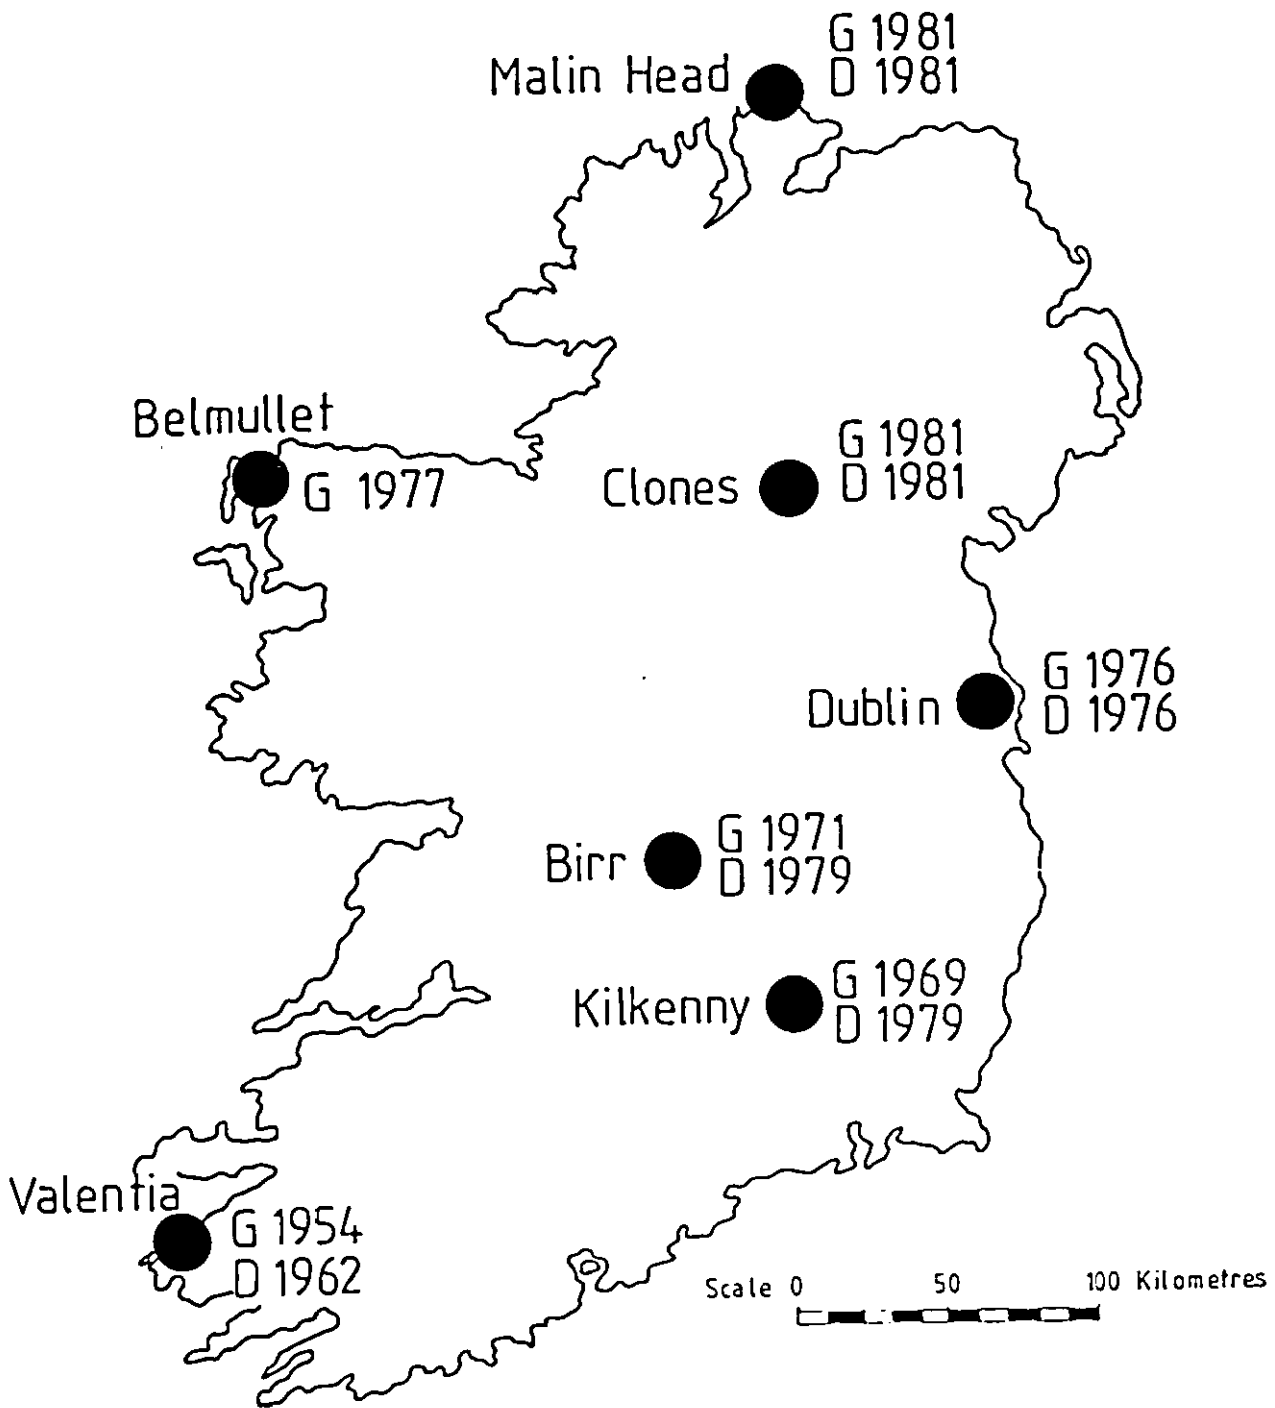 Malin Head
G 1981
D 1981
Belmullet
G 1977
Clones
G 1981
D 1981
Dublin
G 1976
D 1976
Birr
G 1971
D 1979
Kilkenny
G 1969
D 1979
Valentia
G 1954
D 1962
Scale 0 50 100 Kilometres